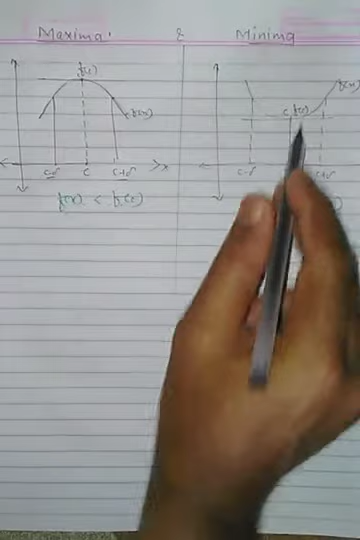 Maxima & Minima
f(c)
f(x)
x
c-δ c c+δ
f(x) < f(c)
c f(c)
f(x)
c-δ c+δ